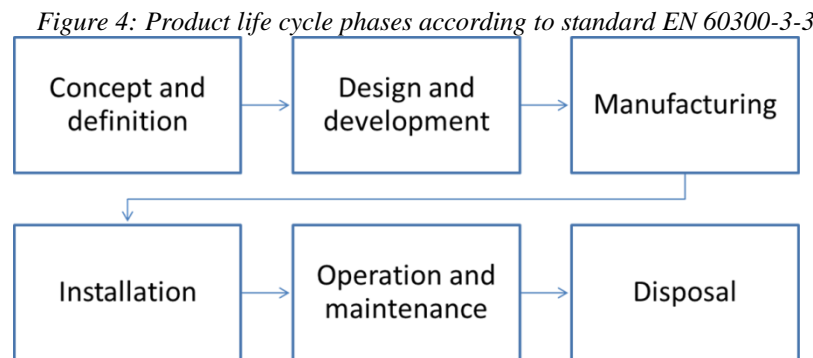 Figure 4: Product life cycle phases according to standard EN 60300-3-3
Concept and
definition
Design and
development
Manufacturing
Installation
Operation and
maintenance
Disposal